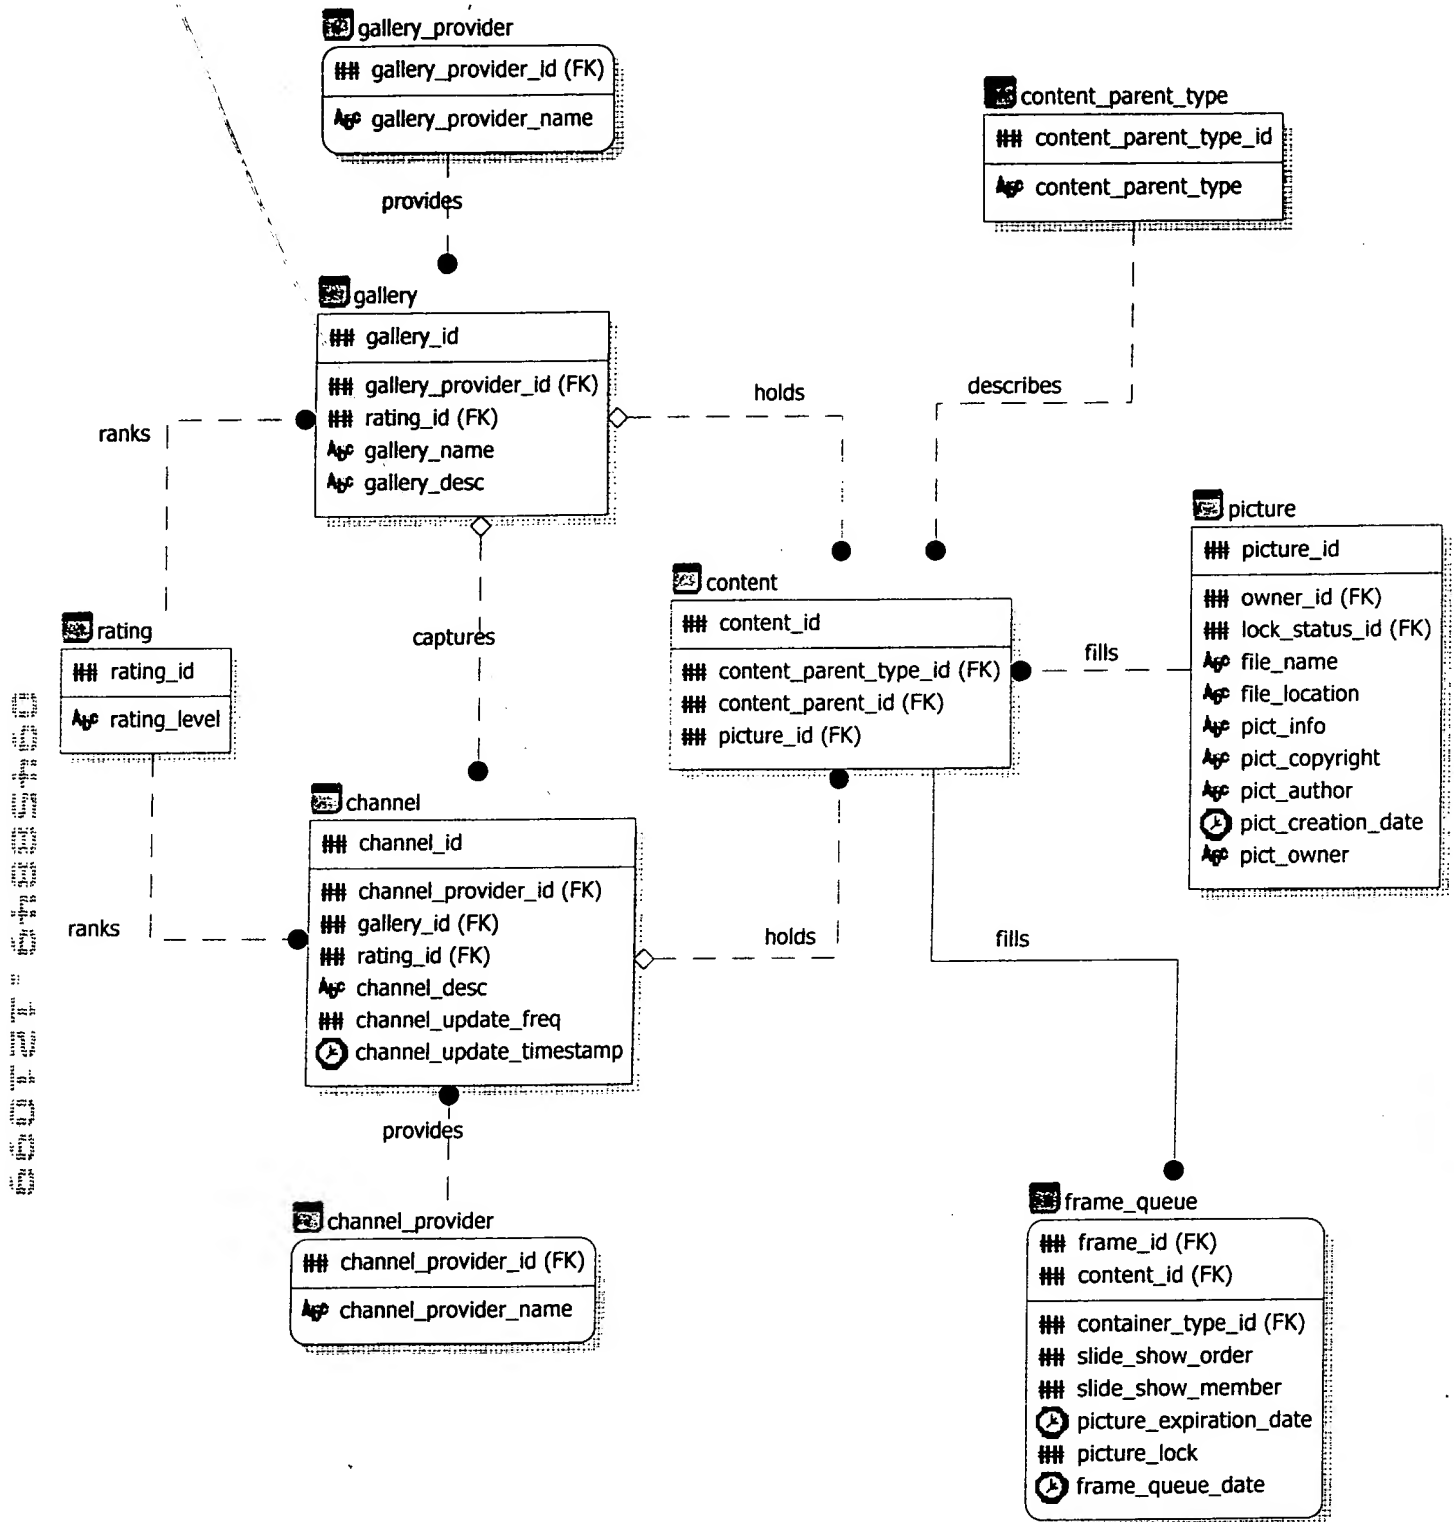 gallery_provider
gallery_provider_id (FK)
gallery_provider_name
provides
content_parent_type
content_parent_type_id
content_parent_type
describes
gallery
gallery_id
gallery_provider_id (FK)
rating_id (FK)
gallery_name
gallery_desc
holds
ranks
captures
rating
rating_id
rating_level
ranks
content
content_id
content_parent_type_id (FK)
content_parent_id (FK)
picture_id (FK)
fills
picture
picture_id
owner_id (FK)
lock_status_id (FK)
file_name
file_location
pict_info
pict_copyright
pict_author
pict_creation_date
pict_owner
channel
channel_id
channel_provider_id (FK)
gallery_id (FK)
rating_id (FK)
channel_desc
channel_update_freq
channel_update_timestamp
holds
fills
provides
channel_provider
channel_provider_id (FK)
channel_provider_name
frame_queue
frame_id (FK)
content_id (FK)
container_type_id (FK)
slide_show_order
slide_show_member
picture_expiration_date
picture_lock
frame_queue_date